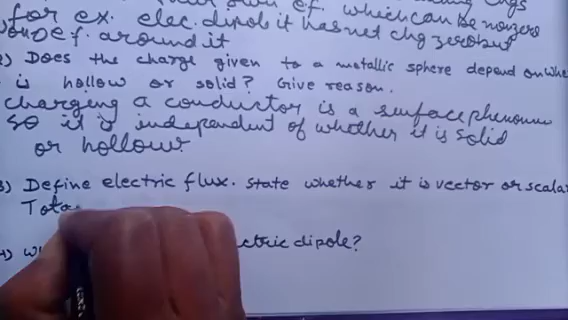 for ex. elec. dipole it has net chg zero but
e.f. around it
2) Does the charge given to a metallic sphere depend on whe
is hollow or solid? Give reason.
charging a conductor is a surface phenome
so it is independent of whether it is solid
or hollow
3) Define electric flux. State whether it is vector or scala
Tota
4) W ctric dipole?